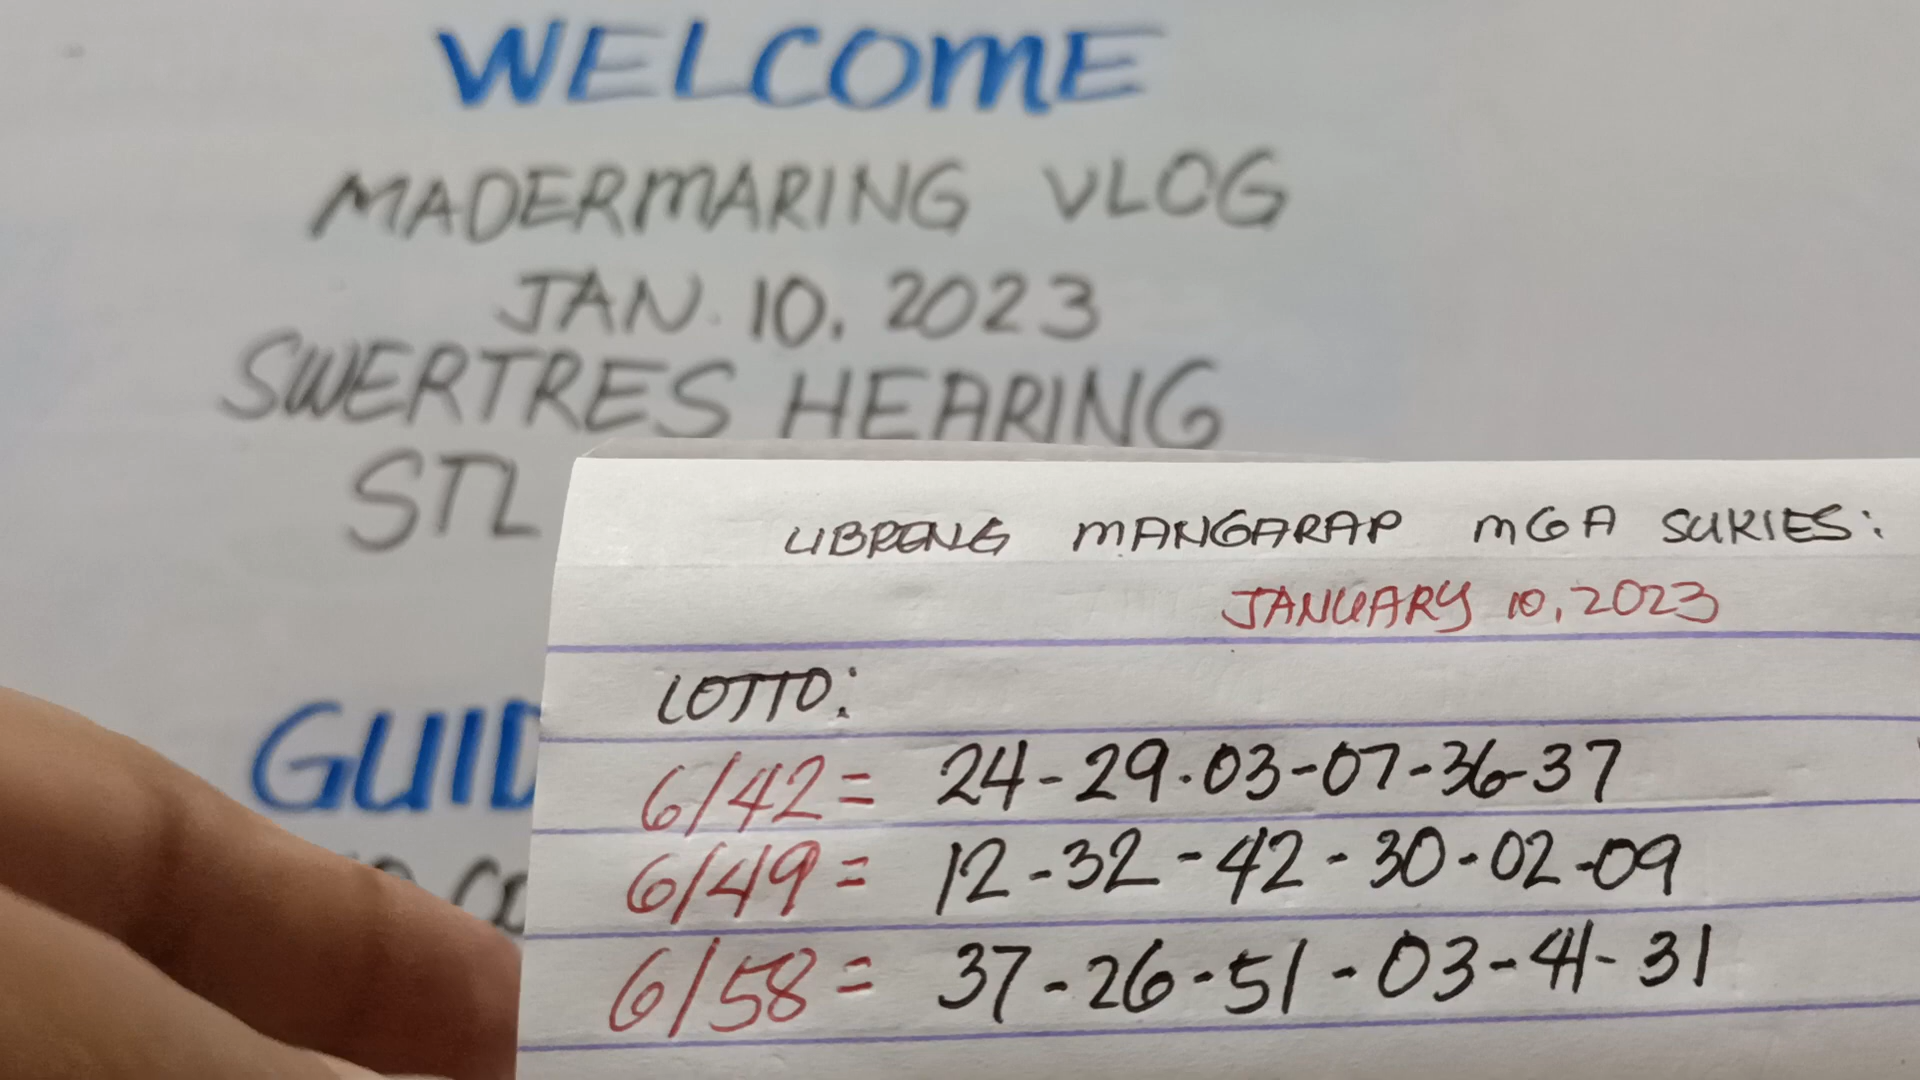 WELCOME
MADERMARING VLOG
JAN. 10. 2023
SWERTRES HEARING
STL
GUID
CO
LIBRENG MANGARAP MGA SUKIES:
JANUARY 10, 2023
LOTTO:
6/42 = 24-29-03-07-36-37
6/49 = 12-32-42-30-02-09
6/58 = 37-26-51-03-41-31